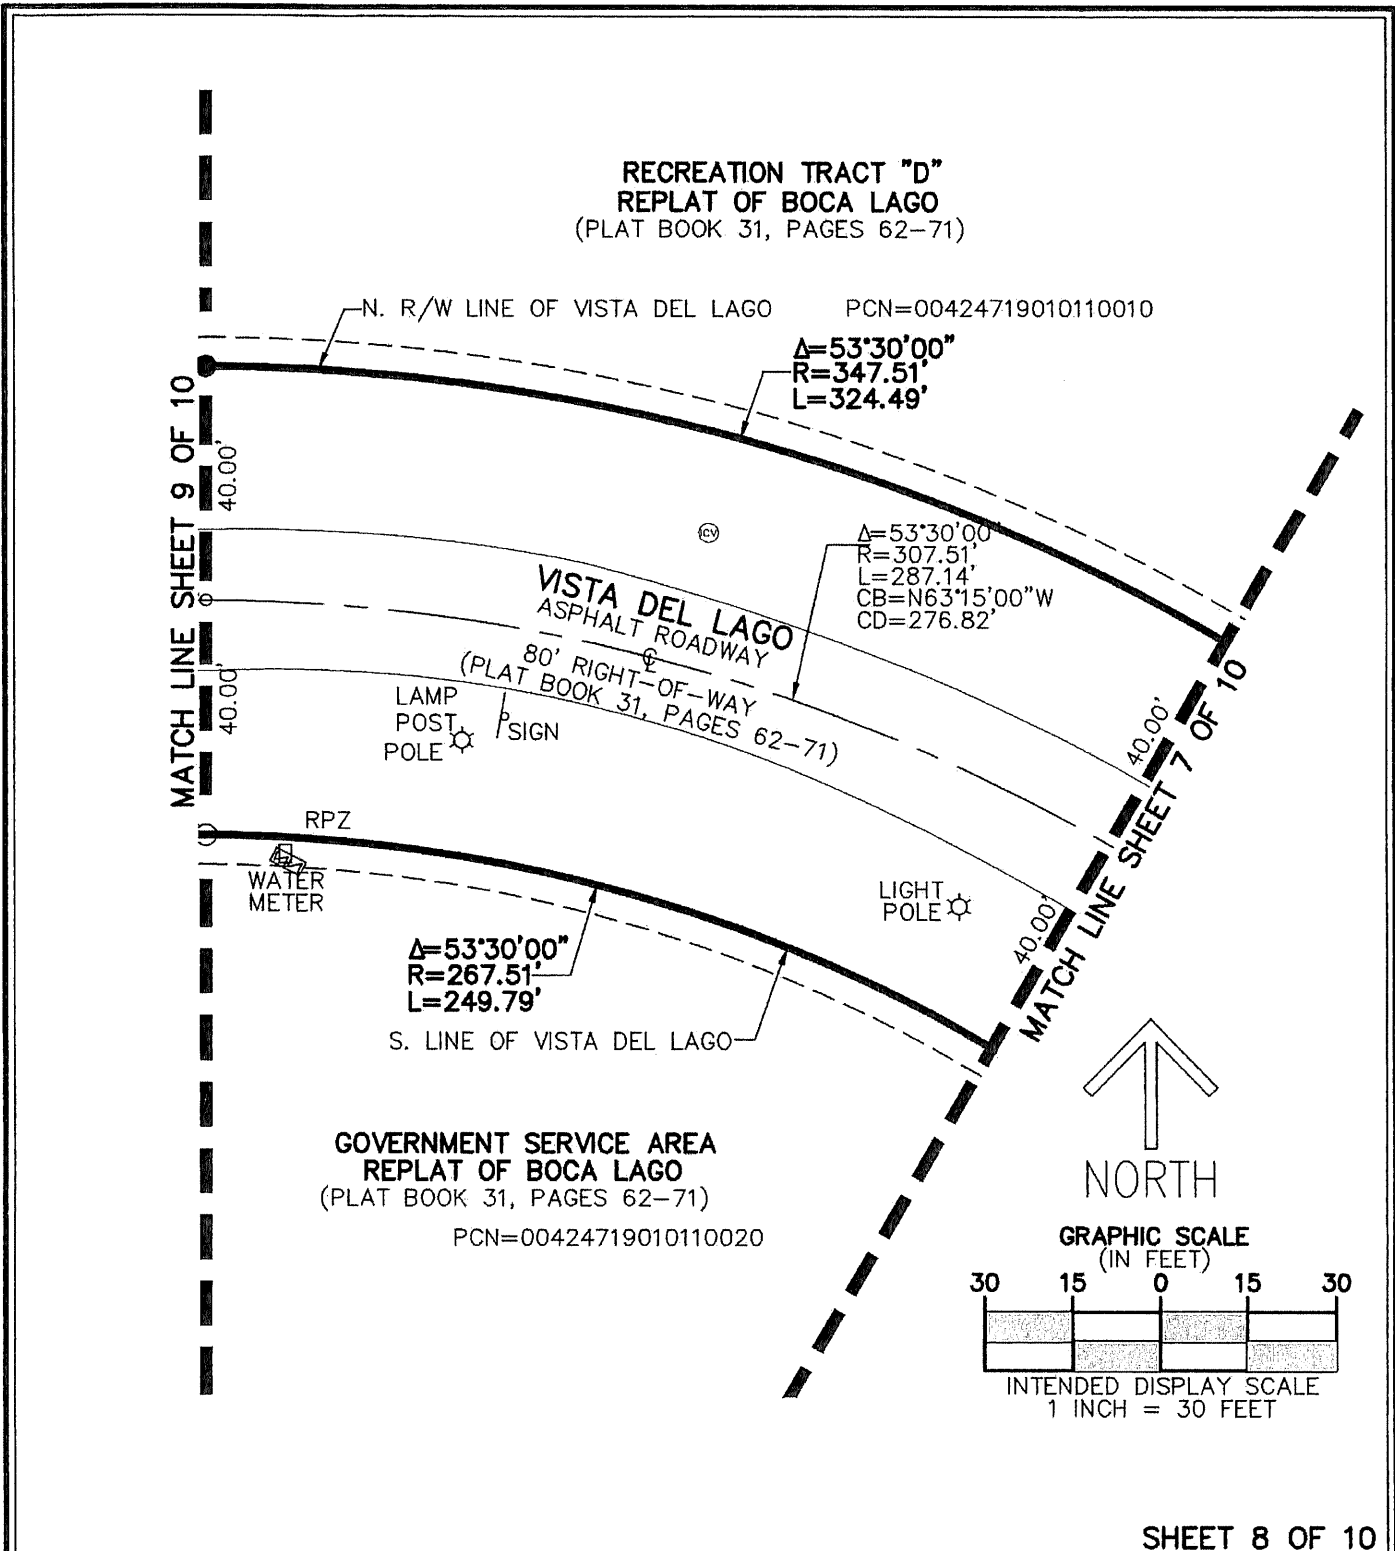 RECREATION TRACT "D"
REPLAT OF BOCA LAGO
(PLAT BOOK 31, PAGES 62-71)
N. R/W LINE OF VISTA DEL LAGO
PCN=00424719010110010
Δ=53°30'00"
R=347.51'
L=324.49'
MATCH LINE SHEET 9 OF 10
40.00'
40.00'
ICV
Δ=53°30'00"
R=307.51'
L=287.14'
CB=N63°15'00"W
CD=276.82'
VISTA DEL LAGO
ASPHALT ROADWAY
℄
80' RIGHT-OF-WAY
(PLAT BOOK 31, PAGES 62-71)
LAMP
POST
POLE
SIGN
40.00'
40.00'
MATCH LINE SHEET 7 OF 10
RPZ
WATER
METER
LIGHT
POLE
Δ=53°30'00"
R=267.51'
L=249.79'
S. LINE OF VISTA DEL LAGO
GOVERNMENT SERVICE AREA
REPLAT OF BOCA LAGO
(PLAT BOOK 31, PAGES 62-71)
PCN=00424719010110020
NORTH
GRAPHIC SCALE
(IN FEET)
30 15 0 15 30
INTENDED DISPLAY SCALE
1 INCH = 30 FEET
SHEET 8 OF 10